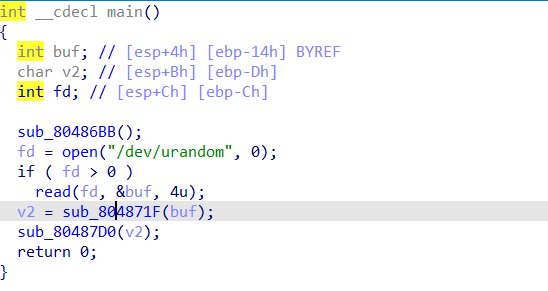 int __cdecl main()
{
  int buf; // [esp+4h] [ebp-14h] BYREF
  char v2; // [esp+Bh] [ebp-Dh]
  int fd; // [esp+Ch] [ebp-Ch]

  sub_80486BB();
  fd = open("/dev/urandom", 0);
  if ( fd > 0 )
    read(fd, &buf, 4u);
  v2 = sub_804871F(buf);
  sub_80487D0(v2);
  return 0;
}